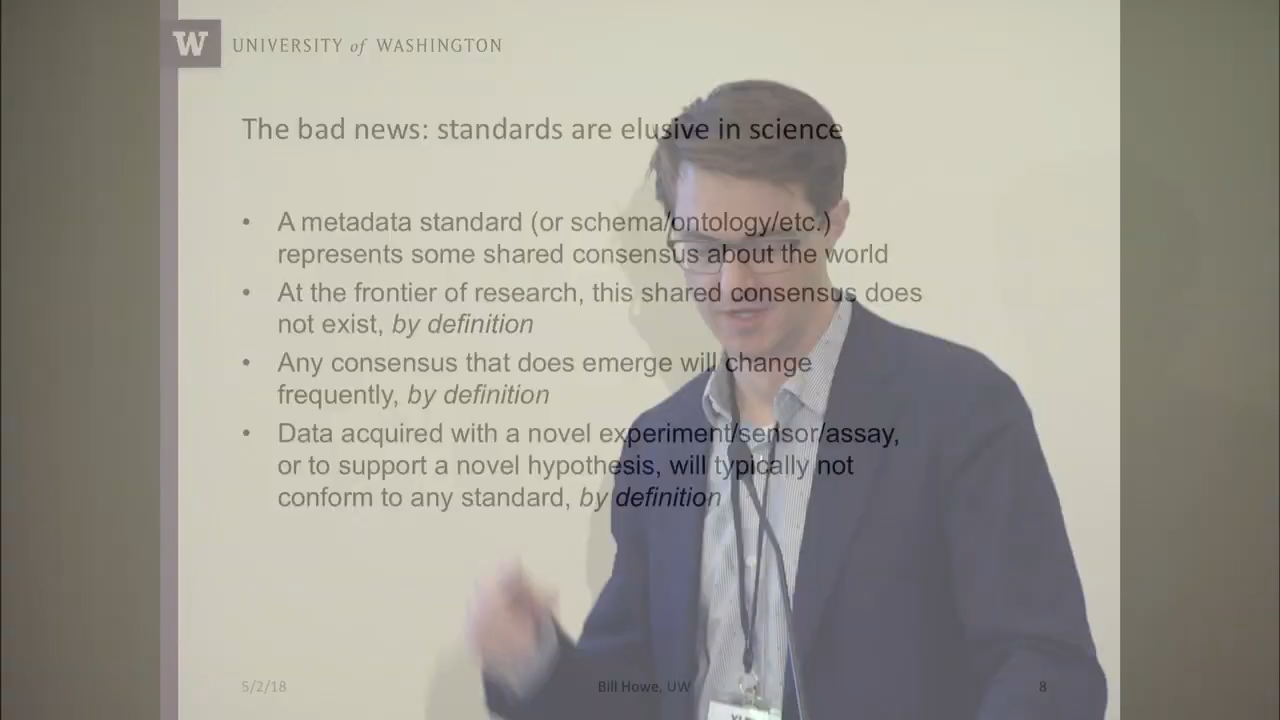 W
UNIVERSITY of WASHINGTON
The bad news: standards are elusive in science
• A metadata standard (or schema/ontology/etc.)
represents some shared consensus about the world
• At the frontier of research, this shared consensus does
not exist, by definition
• Any consensus that does emerge will change
frequently, by definition
• Data acquired with a novel experiment/sensor/assay,
or to support a novel hypothesis, will typically not
conform to any standard, by definition
5/2/18
Bill Howe, UW
8